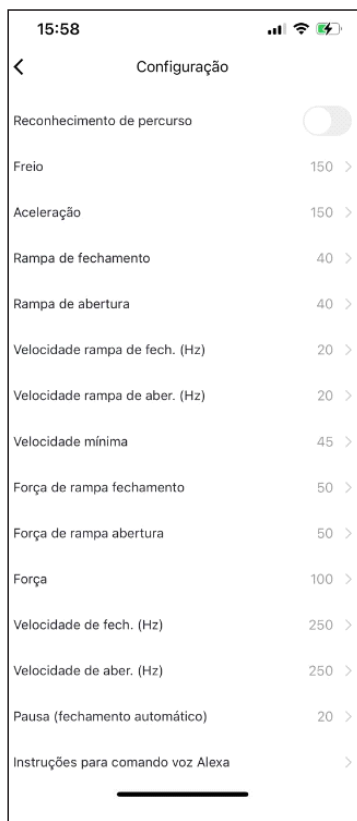 15:58
Configuração
Reconhecimento de percurso
Freio 150
Aceleração 150
Rampa de fechamento 40
Rampa de abertura 40
Velocidade rampa de fech. (Hz) 20
Velocidade rampa de aber. (Hz) 20
Velocidade mínima 45
Força de rampa fechamento 50
Força de rampa abertura 50
Força 100
Velocidade de fech. (Hz) 250
Velocidade de aber. (Hz) 250
Pausa (fechamento automático) 20
Instruções para comando voz Alexa